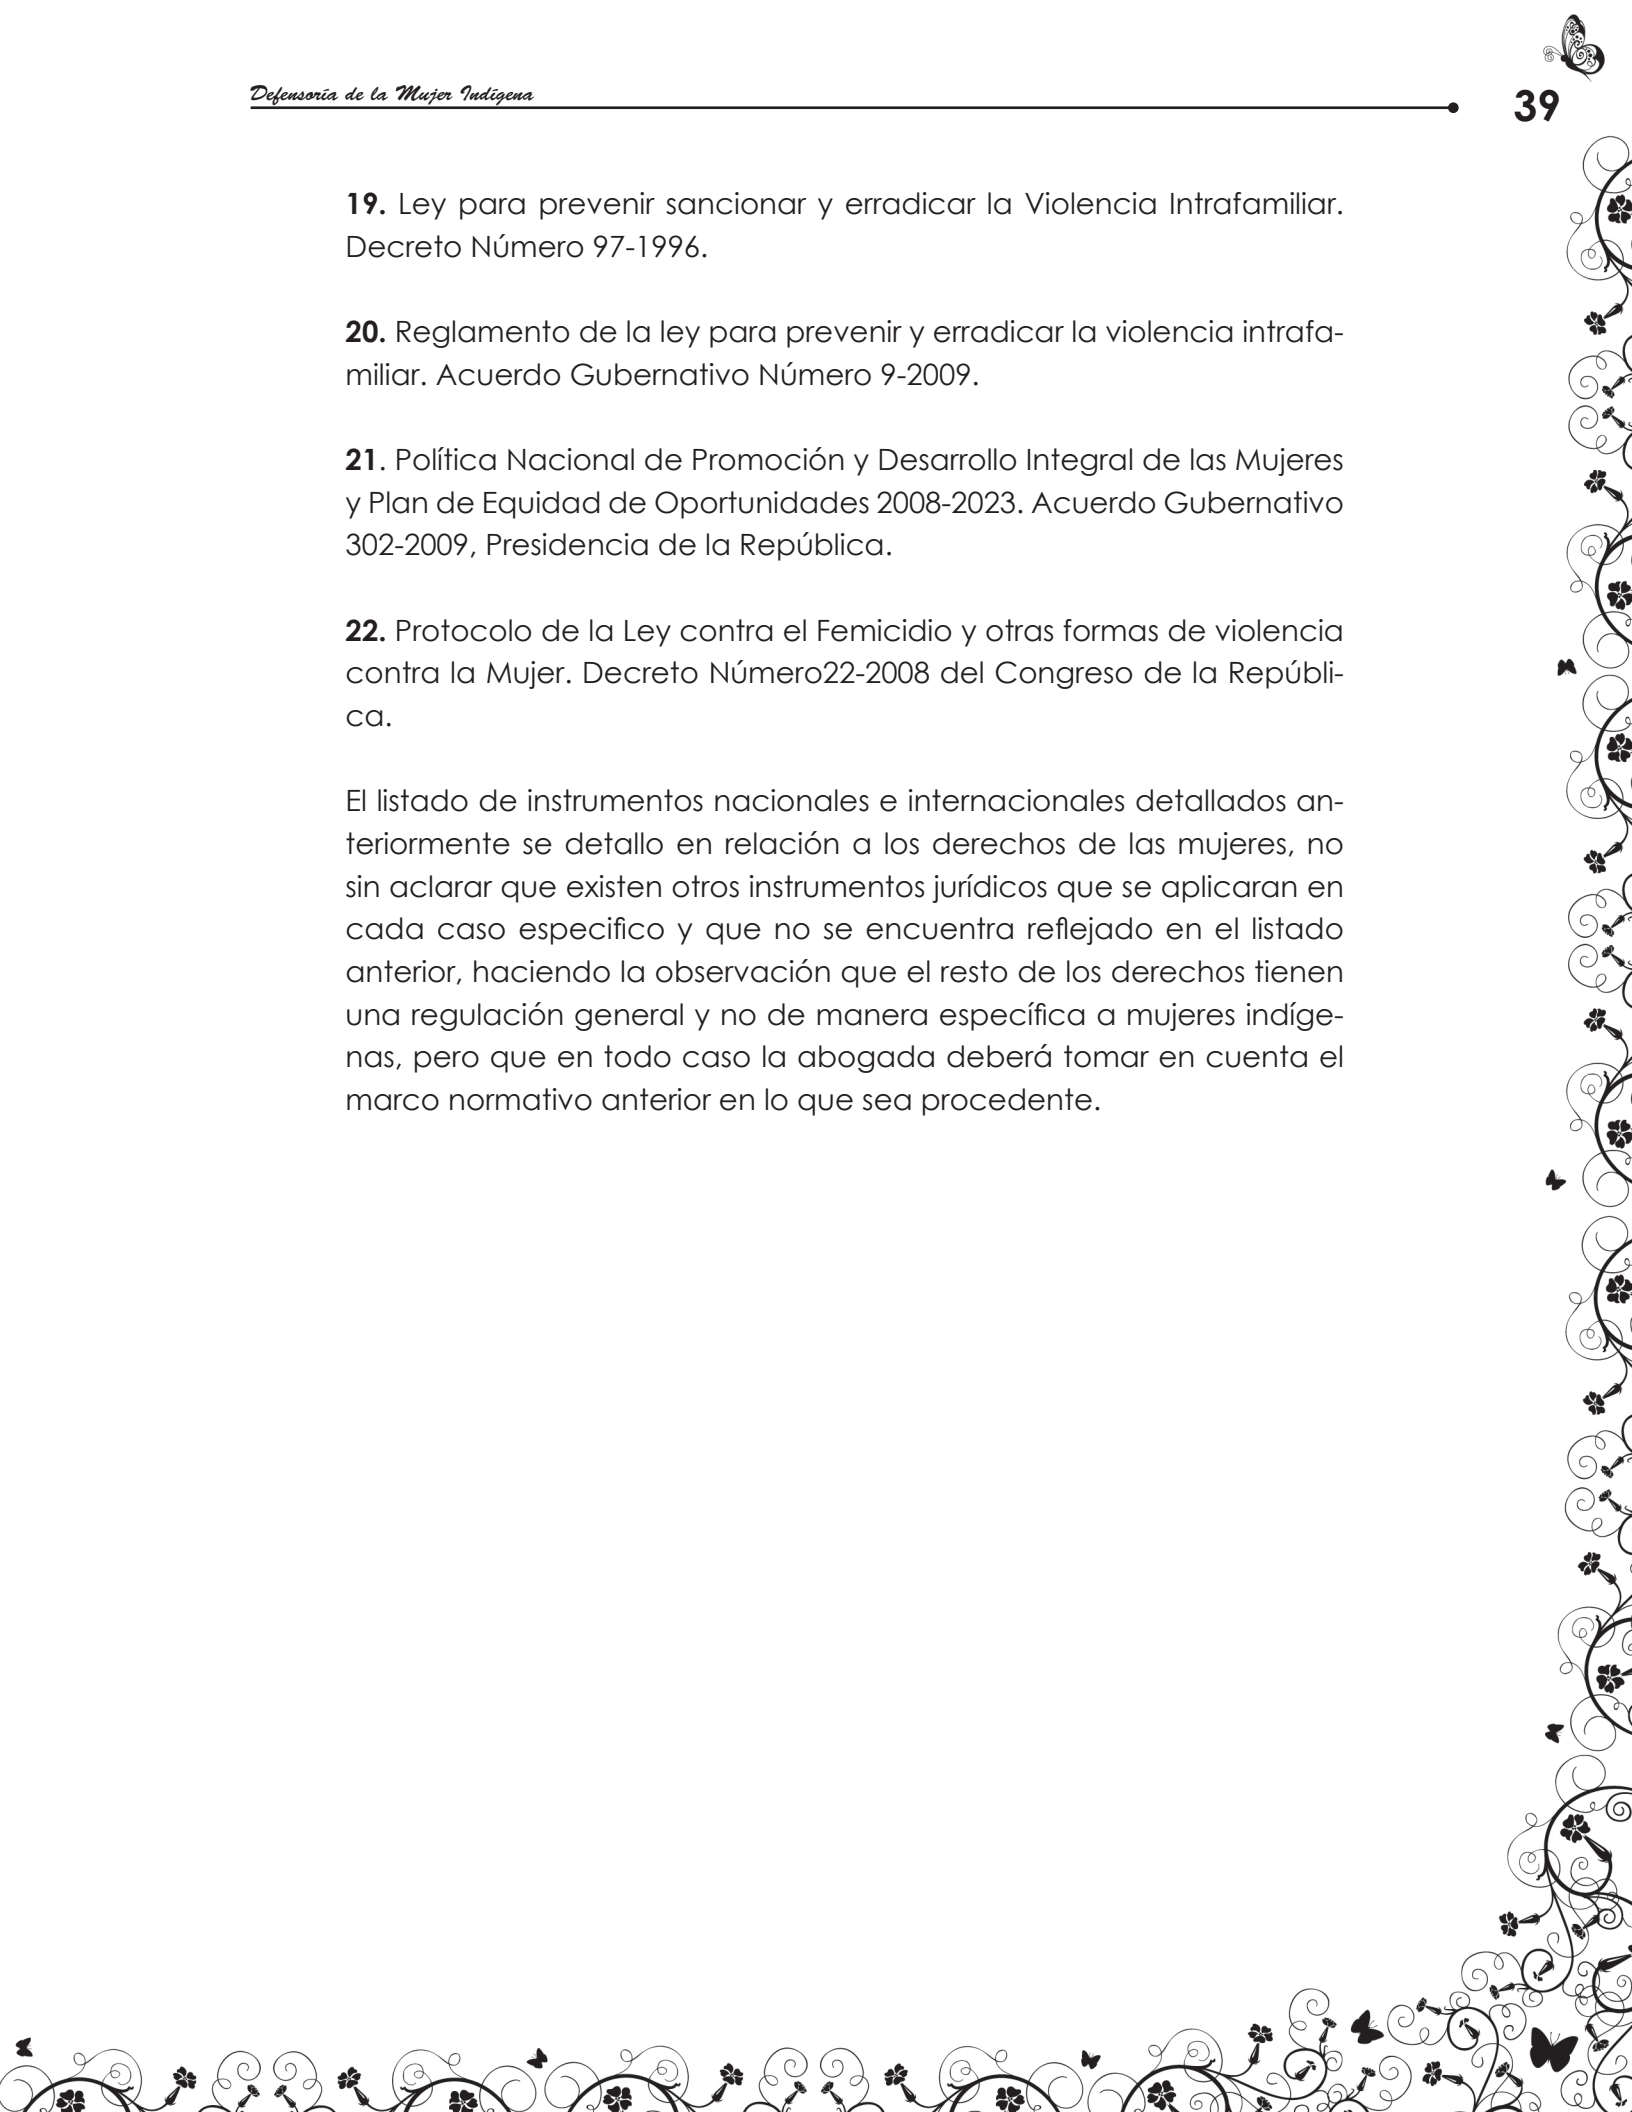 Defensoría de la Mujer Indígena
39
19. Ley para prevenir sancionar y erradicar la Violencia Intrafamiliar.
Decreto Número 97-1996.
20. Reglamento de la ley para prevenir y erradicar la violencia intrafa-
miliar. Acuerdo Gubernativo Número 9-2009.
21. Política Nacional de Promoción y Desarrollo Integral de las Mujeres
y Plan de Equidad de Oportunidades 2008-2023. Acuerdo Gubernativo
302-2009, Presidencia de la República.
22. Protocolo de la Ley contra el Femicidio y otras formas de violencia
contra la Mujer. Decreto Número22-2008 del Congreso de la Repúbli-
ca.
El listado de instrumentos nacionales e internacionales detallados an-
teriormente se detallo en relación a los derechos de las mujeres, no
sin aclarar que existen otros instrumentos jurídicos que se aplicaran en
cada caso especifico y que no se encuentra reflejado en el listado
anterior, haciendo la observación que el resto de los derechos tienen
una regulación general y no de manera específica a mujeres indíge-
nas, pero que en todo caso la abogada deberá tomar en cuenta el
marco normativo anterior en lo que sea procedente.